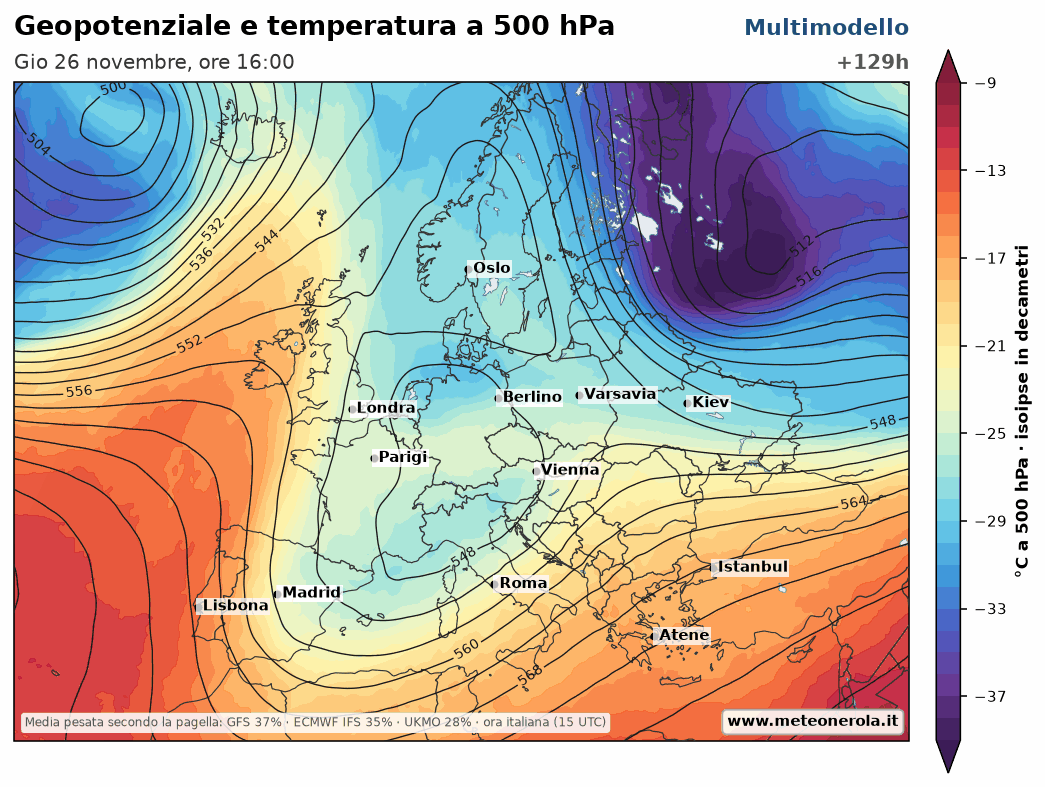 Geopotenziale e temperatura a 500 hPa
Multimodello
Gio 26 novembre, ore 16:00
+129h
500
504
532
536
544
552
556
512
516
548
564
548
560
568
Oslo
Londra
Berlino
Varsavia
Kiev
Parigi
Vienna
Madrid
Lisbona
Roma
Istanbul
Atene
Media pesata secondo la pagella: GFS 37% · ECMWF IFS 35% · UKMO 28% · ora italiana (15 UTC)
www.meteonerola.it
−9
−13
−17
−21
−25
−29
−33
−37
°C a 500 hPa · isoipse in decametri